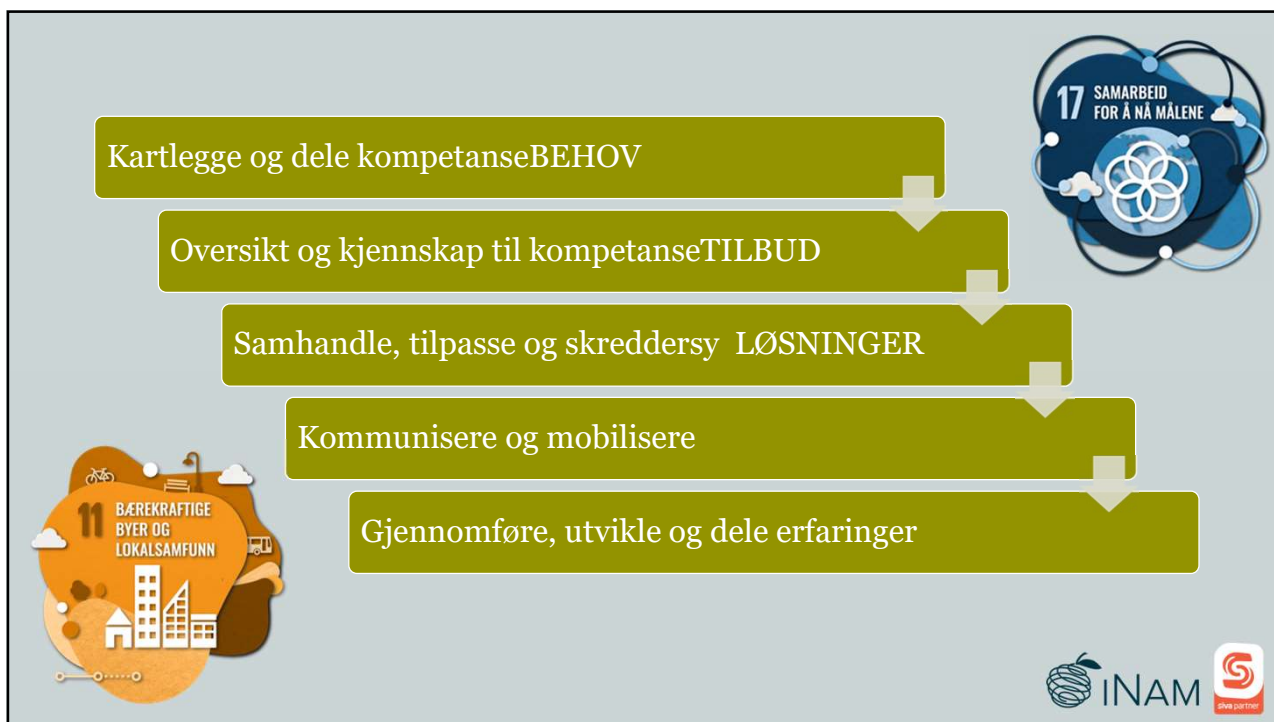 17 SAMARBEID
FOR Å NÅ MÅLENE
Kartlegge og dele kompetanseBEHOV
Oversikt og kjennskap til kompetanseTILBUD
Samhandle, tilpasse og skreddersy  LØSNINGER
Kommunisere og mobilisere
Gjennomføre, utvikle og dele erfaringer
11 BÆREKRAFTIGE
BYER OG
LOKALSAMFUNN
iNAM
siva partner